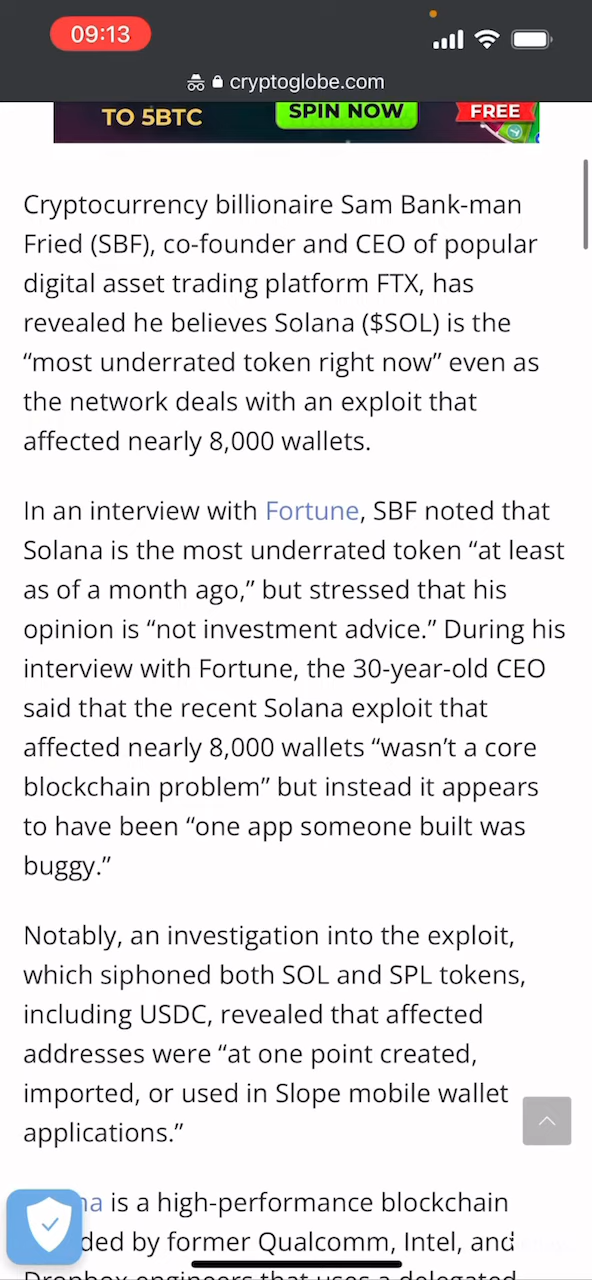 09:13
cryptoglobe.com
TO 5BTC
SPIN NOW
FREE
Cryptocurrency billionaire Sam Bank-man
Fried (SBF), co-founder and CEO of popular
digital asset trading platform FTX, has
revealed he believes Solana ($SOL) is the
“most underrated token right now” even as
the network deals with an exploit that
affected nearly 8,000 wallets.
In an interview with Fortune, SBF noted that
Solana is the most underrated token “at least
as of a month ago,” but stressed that his
opinion is “not investment advice.” During his
interview with Fortune, the 30-year-old CEO
said that the recent Solana exploit that
affected nearly 8,000 wallets “wasn’t a core
blockchain problem” but instead it appears
to have been “one app someone built was
buggy.”
Notably, an investigation into the exploit,
which siphoned both SOL and SPL tokens,
including USDC, revealed that affected
addresses were “at one point created,
imported, or used in Slope mobile wallet
applications.”
na is a high-performance blockchain
ded by former Qualcomm, Intel, and
Dropbox engineers that uses a delegated